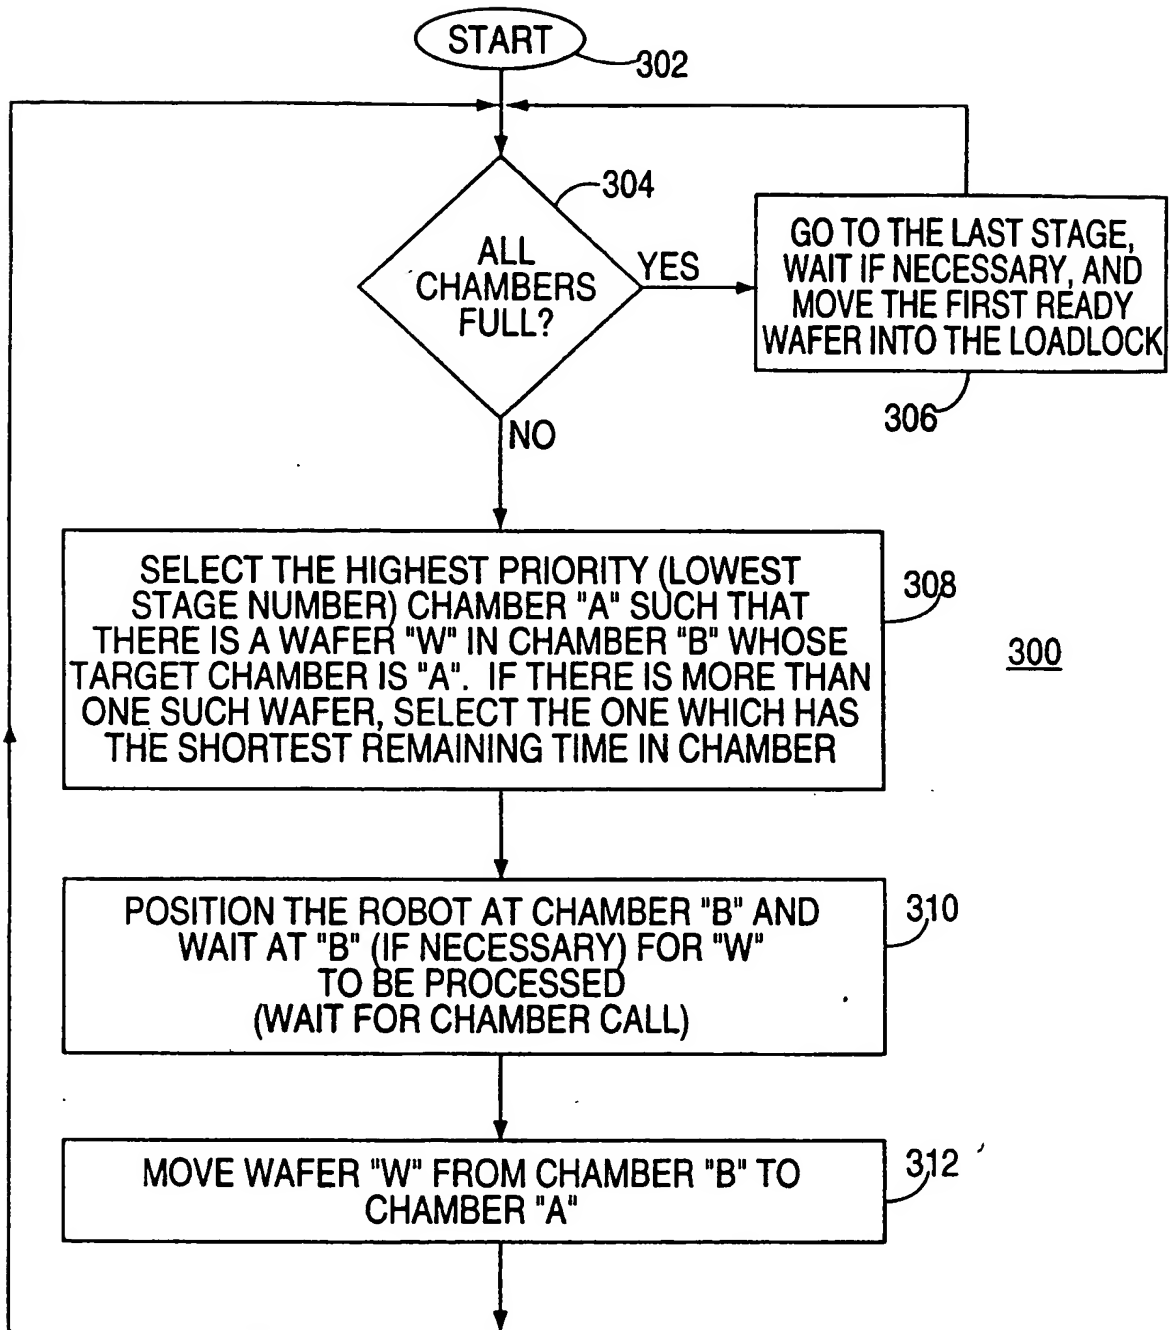 START
302
304
ALL
CHAMBERS
FULL?
YES
GO TO THE LAST STAGE,
WAIT IF NECESSARY, AND
MOVE THE FIRST READY
WAFER INTO THE LOADLOCK
306
NO
SELECT THE HIGHEST PRIORITY (LOWEST
STAGE NUMBER) CHAMBER "A" SUCH THAT
THERE IS A WAFER "W" IN CHAMBER "B" WHOSE
TARGET CHAMBER IS "A". IF THERE IS MORE THAN
ONE SUCH WAFER, SELECT THE ONE WHICH HAS
THE SHORTEST REMAINING TIME IN CHAMBER
308
300
POSITION THE ROBOT AT CHAMBER "B" AND
WAIT AT "B" (IF NECESSARY) FOR "W"
TO BE PROCESSED
(WAIT FOR CHAMBER CALL)
310
MOVE WAFER "W" FROM CHAMBER "B" TO
CHAMBER "A"
312